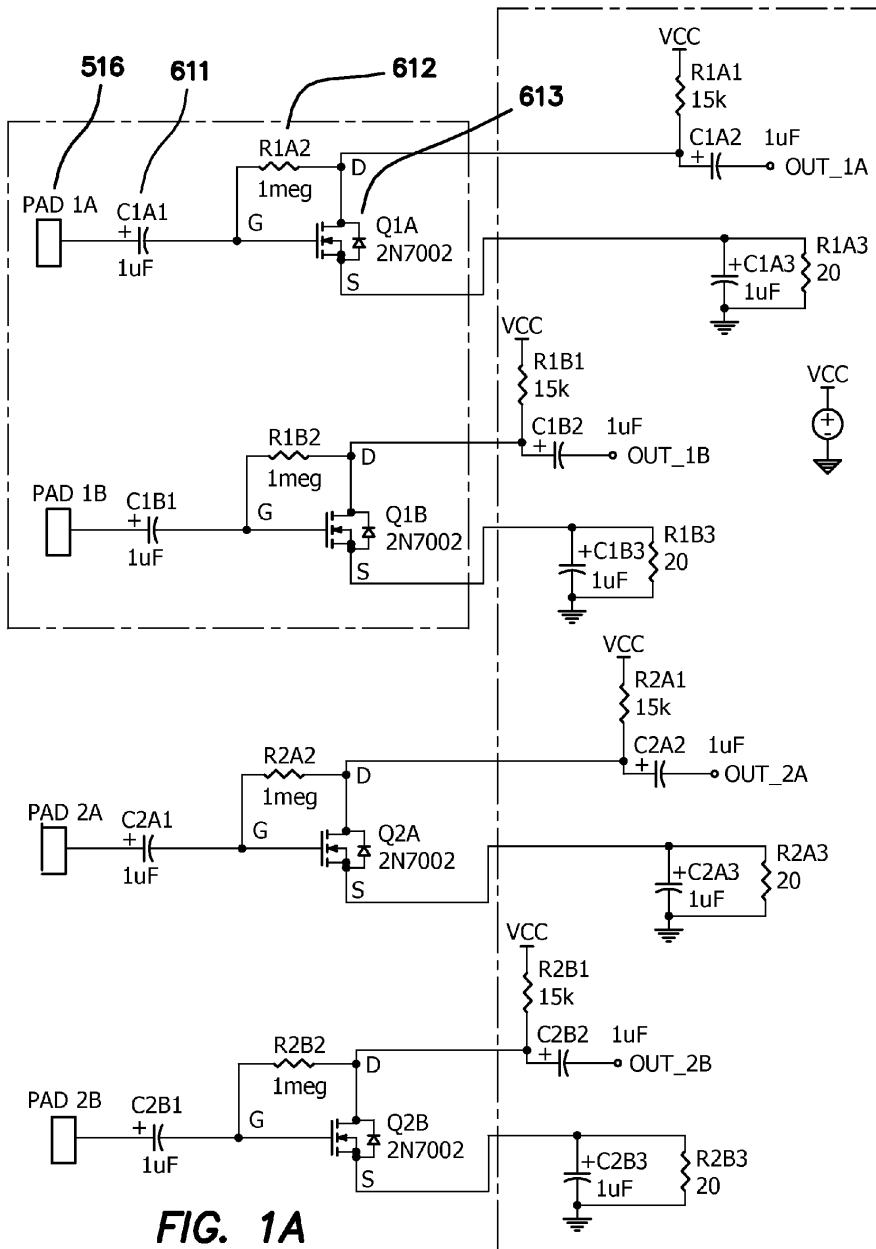 516
611
612
613
VCC
R1A1
15k
C1A2
1uF
+
OUT_1A
R1A2
1meg
D
PAD 1A
C1A1
+
1uF
G
Q1A
2N7002
S
+C1A3
1uF
R1A3
20
VCC
R1B1
15k
C1B2
1uF
+
OUT_1B
VCC
+
-
R1B2
1meg
D
PAD 1B
C1B1
+
1uF
G
Q1B
2N7002
S
+C1B3
1uF
R1B3
20
VCC
R2A1
15k
C2A2
1uF
+
OUT_2A
R2A2
1meg
D
PAD 2A
C2A1
+
1uF
G
Q2A
2N7002
S
+C2A3
1uF
R2A3
20
VCC
R2B1
15k
C2B2
1uF
+
OUT_2B
R2B2
1meg
D
PAD 2B
C2B1
+
1uF
G
Q2B
2N7002
S
+C2B3
1uF
R2B3
20
FIG. 1A